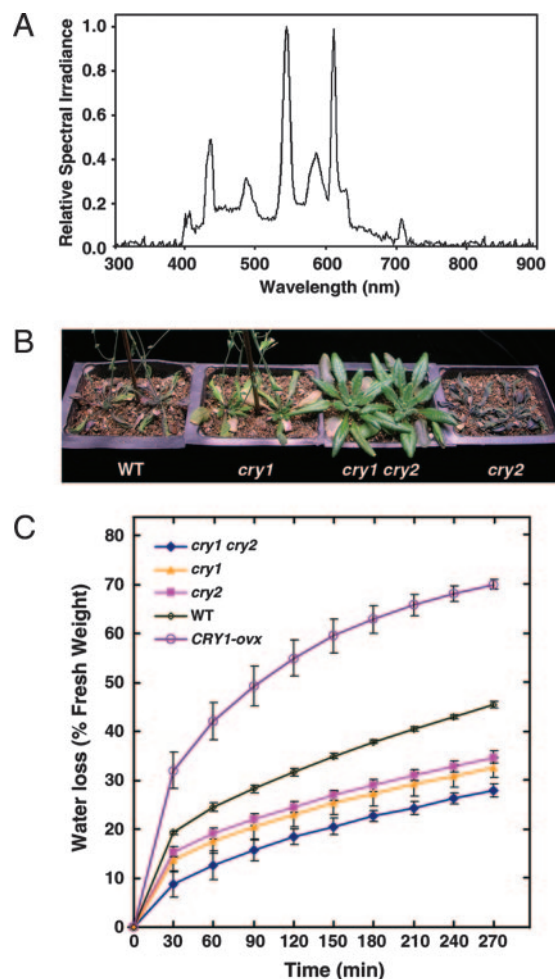 A
Relative Spectral Irradiance
1.0
0.8
0.6
0.4
0.2
0.0
300 400 500 600 700 800 900
Wavelength (nm)
B
WT cry1 cry1 cry2 cry2
C
Water loss (% Fresh Weight)
80
70
60
50
40
30
20
10
0
cry1 cry2
cry1
cry2
WT
CRY1-ovx
0 30 60 90 120 150 180 210 240 270
Time (min)